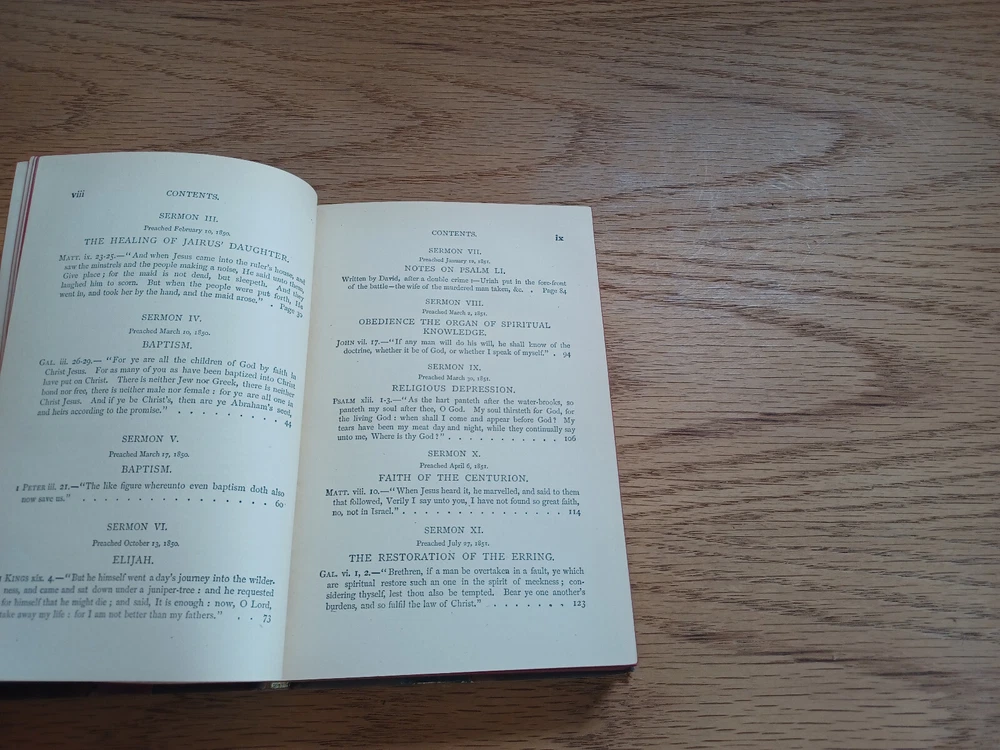 viii
CONTENTS.
SERMON III.
Preached February 10, 1850.
THE HEALING OF JAIRUS' DAUGHTER.
MATT. ix. 23-25.—"And when Jesus came into the ruler's house, and
saw the minstrels and the people making a noise, He said unto them,
Give place; for the maid is not dead, but sleepeth. And they
laughed him to scorn. But when the people were put forth, He
went in, and took her by the hand, and the maid arose." . Page 30
SERMON IV.
Preached March 10, 1850.
BAPTISM.
GAL. iii. 26-29.—"For ye are all the children of God by faith in
Christ Jesus. For as many of you as have been baptized into Christ
have put on Christ. There is neither Jew nor Greek, there is neither
bond nor free, there is neither male nor female: for ye are all one in
Christ Jesus. And if ye be Christ's, then are ye Abraham's seed,
and heirs according to the promise." . . . . . . . . 44
SERMON V.
Preached March 17, 1850.
BAPTISM.
1 PETER iii. 21.—"The like figure whereunto even baptism doth also
now save us." . . . . . . . . . . . . . . 60
SERMON VI.
Preached October 13, 1850.
ELIJAH.
KINGS xix. 4.—"But he himself went a day's journey into the wilder-
ness, and came and sat down under a juniper-tree: and he requested
for himself that he might die; and said, It is enough: now, O Lord,
take away my life: for I am not better than my fathers." . . 73
CONTENTS.
ix
SERMON VII.
Preached January 12, 1851.
NOTES ON PSALM LI.
Written by David, after a double crime:—Uriah put in the fore-front
of the battle—the wife of the murdered man taken, &c. . Page 84
SERMON VIII.
Preached March 2, 1851.
OBEDIENCE THE ORGAN OF SPIRITUAL
KNOWLEDGE.
JOHN vii. 17.—"If any man will do his will, he shall know of the
doctrine, whether it be of God, or whether I speak of myself." . 94
SERMON IX.
Preached March 30, 1851.
RELIGIOUS DEPRESSION.
PSALM xlii. 1-3.—"As the hart panteth after the water-brooks, so
panteth my soul after thee, O God. My soul thirsteth for God, for
the living God: when shall I come and appear before God? My
tears have been my meat day and night, while they continually say
unto me, Where is thy God?" . . . . . . . . . . . 106
SERMON X.
Preached April 6, 1851.
FAITH OF THE CENTURION.
MATT. viii. 10.—"When Jesus heard it, he marvelled, and said to them
that followed, Verily I say unto you, I have not found so great faith,
no, not in Israel." . . . . . . . . . . . . . . 114
SERMON XI.
Preached July 27, 1851.
THE RESTORATION OF THE ERRING.
GAL. vi. 1, 2.—"Brethren, if a man be overtaken in a fault, ye which
are spiritual restore such an one in the spirit of meekness; con-
sidering thyself, lest thou also be tempted. Bear ye one another's
burdens, and so fulfil the law of Christ." . . . . . . . . 123